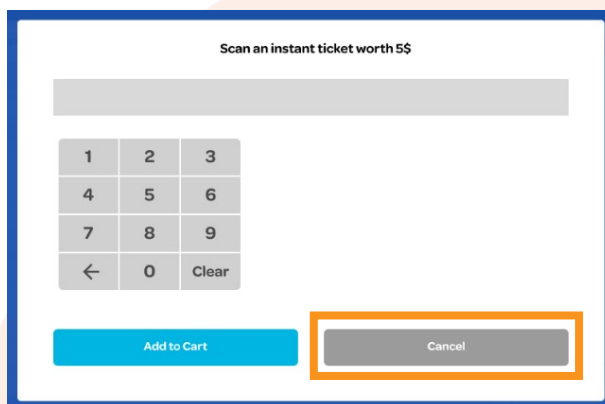 Scan an instant ticket worth 5$
1 2 3
4 5 6
7 8 9
← 0 Clear
Add to Cart Cancel